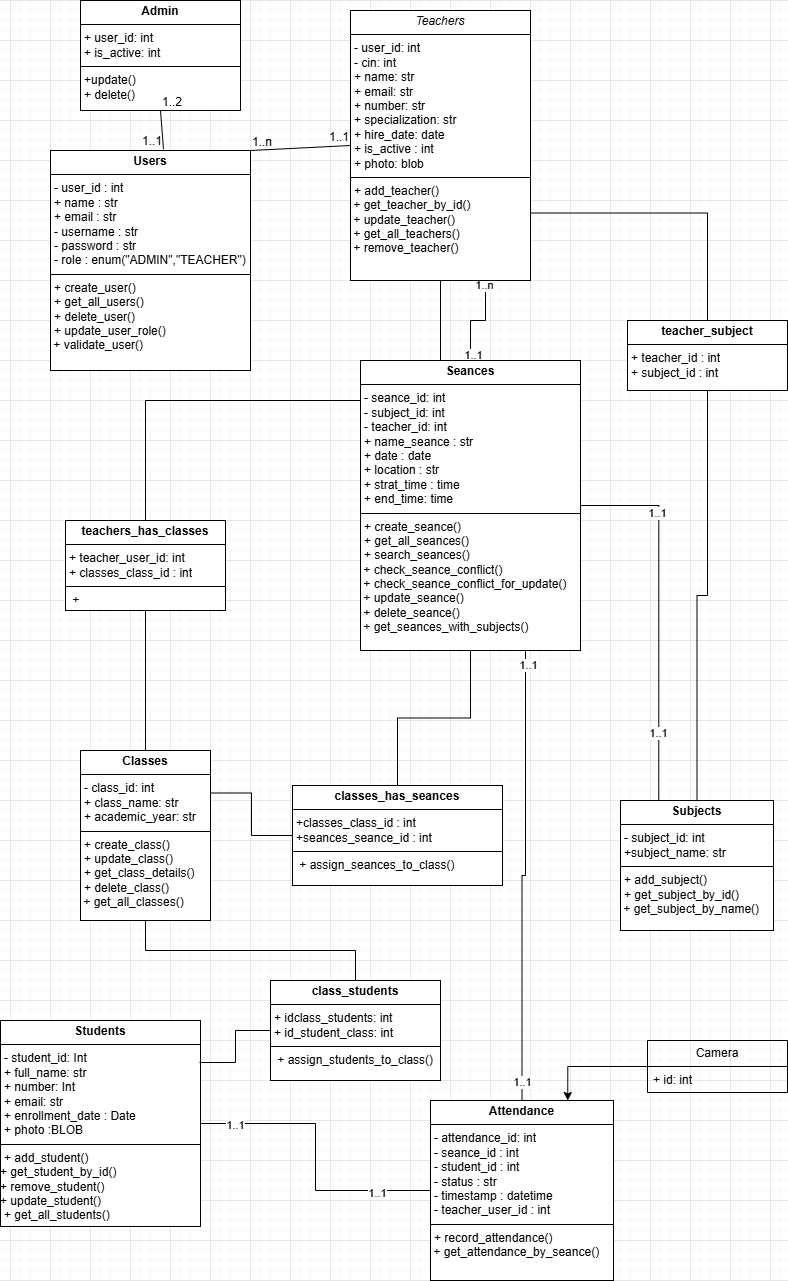 Admin
+ user_id: int
+ is_active: int
+update()
+ delete()
1..2
1..1
Teachers
- user_id: int
- cin: int
+ name: str
+ email: str
+ number: str
+ specialization: str
+ hire_date: date
+ is_active : int
+ photo: blob
+ add_teacher()
+ get_teacher_by_id()
+ update_teacher()
+ get_all_teachers()
+ remove_teacher()
1..n
1..1
Users
- user_id : int
+ name : str
+ email : str
- username : str
- password : str
- role : enum("ADMIN","TEACHER")
+ create_user()
+ get_all_users()
+ delete_user()
+ update_user_role()
+ validate_user()
1..n
1..1
teacher_subject
+ teacher_id : int
+ subject_id : int
Seances
- seance_id: int
- subject_id: int
- teacher_id: int
+ name_seance : str
+ date : date
+ location : str
+ strat_time : time
+ end_time: time
+ create_seance()
+ get_all_seances()
+ search_seances()
+ check_seance_conflict()
+ check_seance_conflict_for_update()
+ update_seance()
+ delete_seance()
+ get_seances_with_subjects()
1..1
1..1
1..1
teachers_has_classes
+ teacher_user_id: int
+ classes_class_id : int
+
Classes
- class_id: int
+ class_name: str
+ academic_year: str
+ create_class()
+ update_class()
+ get_class_details()
+ delete_class()
+ get_all_classes()
classes_has_seances
+classes_class_id : int
+seances_seance_id : int
+ assign_seances_to_class()
Subjects
- subject_id: int
+subject_name: str
+ add_subject()
+ get_subject_by_id()
+ get_subject_by_name()
class_students
+ idclass_students: int
+ id_student_class: int
+ assign_students_to_class()
Students
- student_id: Int
+ full_name: str
+ number: Int
+ email: str
+ enrollment_date : Date
+ photo :BLOB
+ add_student()
+ get_student_by_id()
+ remove_student()
+ update_student()
+ get_all_students()
1..1
1..1
1..1
Camera
+ id: int
Attendance
- attendance_id: int
- seance_id : int
- student_id : int
- status : str
- timestamp : datetime
- teacher_user_id : int
+ record_attendance()
+ get_attendance_by_seance()